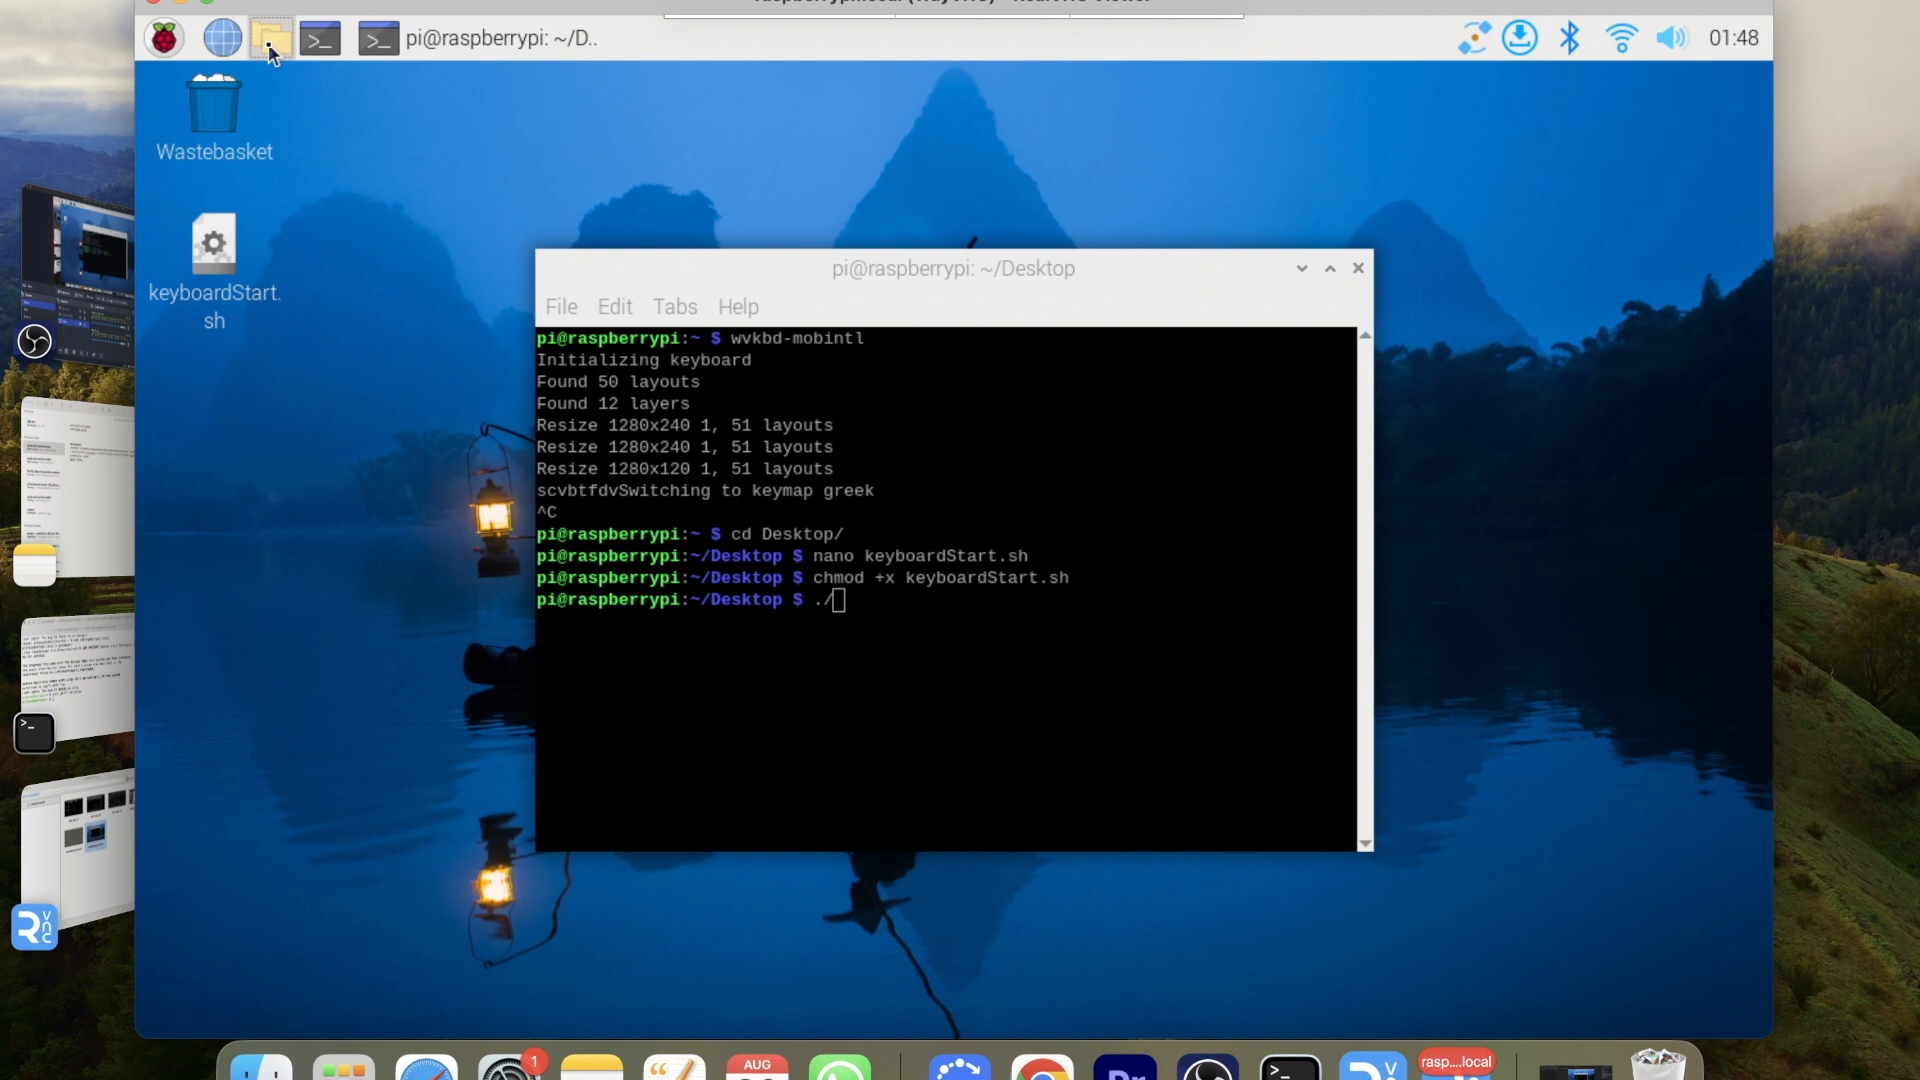 pi@raspberrypi: ~/D..
01:48
Wastebasket
keyboardStart.
sh
pi@raspberrypi: ~/Desktop
File Edit Tabs Help
pi@raspberrypi:~ $ wvkbd-mobintl
Initializing keyboard
Found 50 layouts
Found 12 layers
Resize 1280x240 1, 51 layouts
Resize 1280x240 1, 51 layouts
Resize 1280x120 1, 51 layouts
scvbtfdvSwitching to keymap greek
^C
pi@raspberrypi:~ $ cd Desktop/
pi@raspberrypi:~/Desktop $ nano keyboardStart.sh
pi@raspberrypi:~/Desktop $ chmod +x keyboardStart.sh
pi@raspberrypi:~/Desktop $ ./
1
AUG
rasp....local